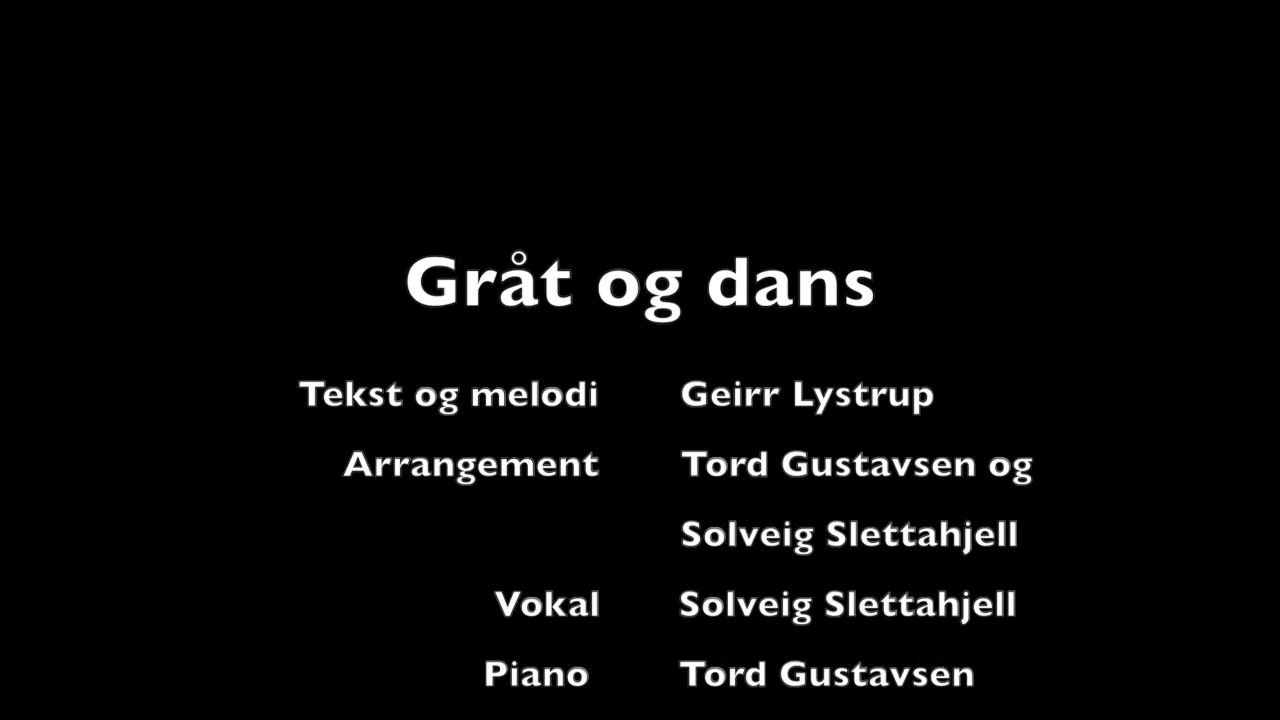 Gråt og dans
Tekst og melodi Geirr Lystrup
Arrangement Tord Gustavsen og
Solveig Slettahjell
Vokal Solveig Slettahjell
Piano Tord Gustavsen